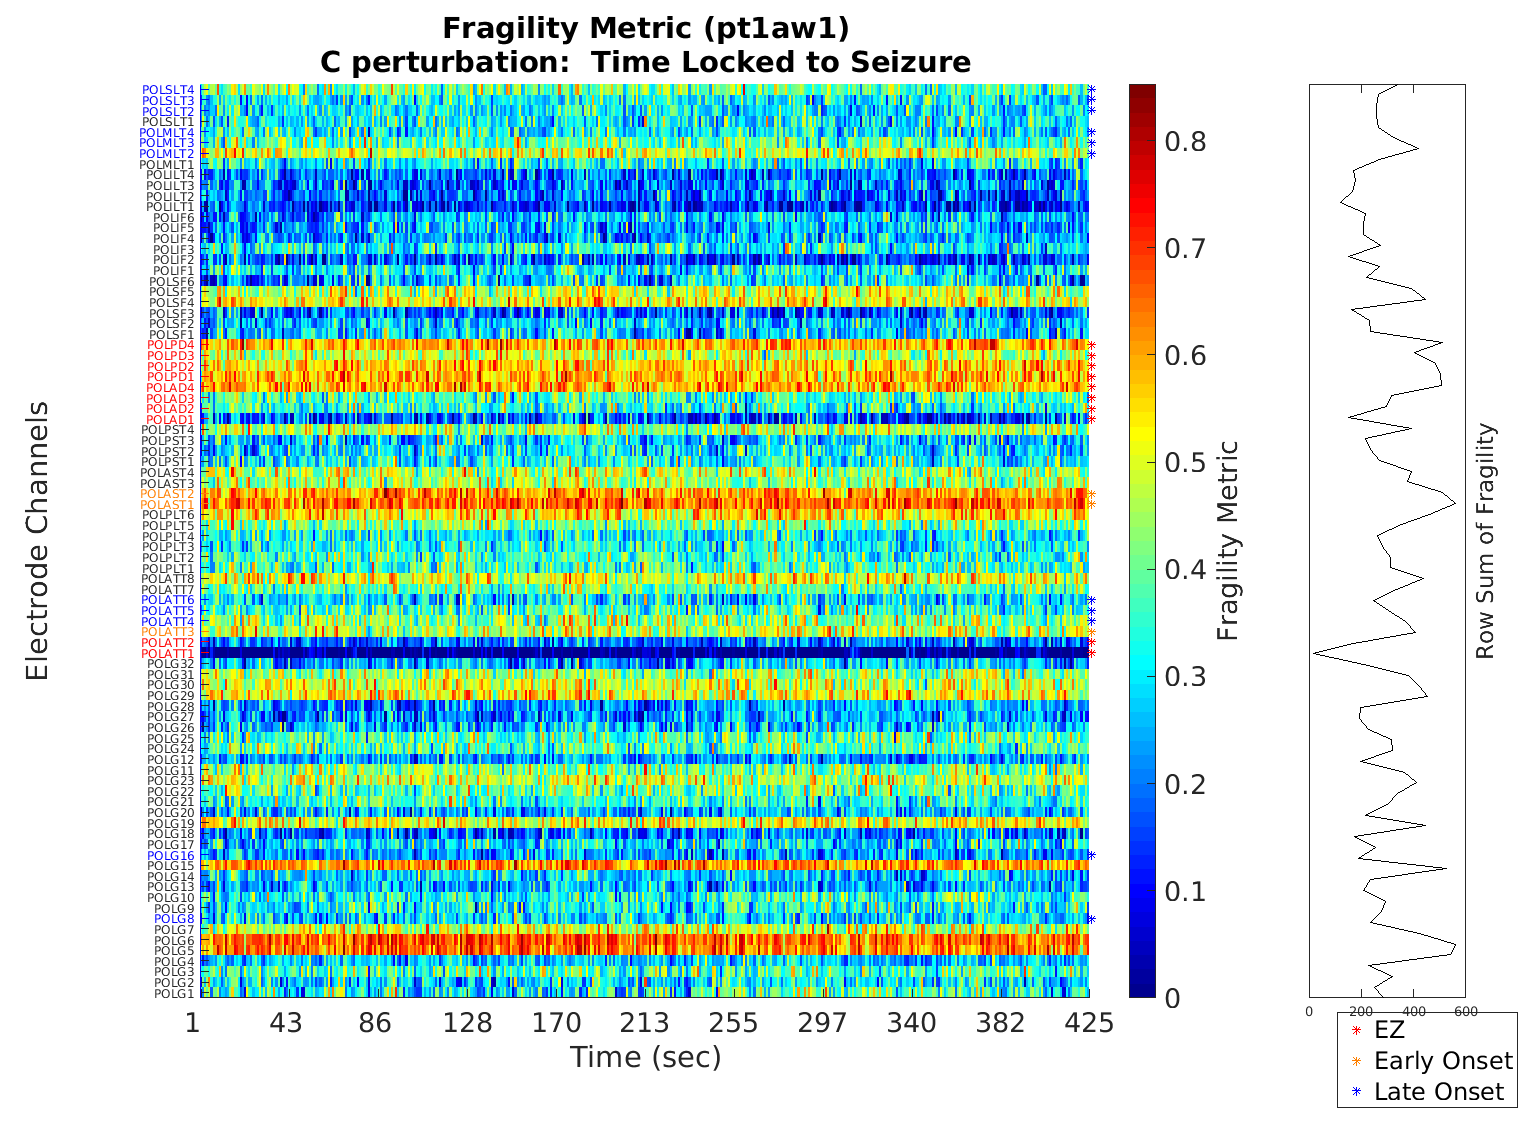 Fragility Metric (pt1aw1)
C perturbation:  Time Locked to Seizure
Electrode Channels
POLSLT4
POLSLT3
POLSLT2
POLSLT1
POLMLT4
POLMLT3
POLMLT2
POLMLT1
POLILT4
POLILT3
POLILT2
POLILT1
POLIF6
POLIF5
POLIF4
POLIF3
POLIF2
POLIF1
POLSF6
POLSF5
POLSF4
POLSF3
POLSF2
POLSF1
POLPD4
POLPD3
POLPD2
POLPD1
POLAD4
POLAD3
POLAD2
POLAD1
POLPST4
POLPST3
POLPST2
POLPST1
POLAST4
POLAST3
POLAST2
POLAST1
POLPLT6
POLPLT5
POLPLT4
POLPLT3
POLPLT2
POLPLT1
POLATT8
POLATT7
POLATT6
POLATT5
POLATT4
POLATT3
POLATT2
POLATT1
POLG32
POLG31
POLG30
POLG29
POLG28
POLG27
POLG26
POLG25
POLG24
POLG12
POLG11
POLG23
POLG22
POLG21
POLG20
POLG19
POLG18
POLG17
POLG16
POLG15
POLG14
POLG13
POLG10
POLG9
POLG8
POLG7
POLG6
POLG5
POLG4
POLG3
POLG2
POLG1
1 43 86 128 170 213 255 297 340 382 425
Time (sec)
0.8
0.7
0.6
0.5
0.4
0.3
0.2
0.1
0
Fragility Metric
Row Sum of Fragility
0 200 400 600
EZ
Early Onset
Late Onset